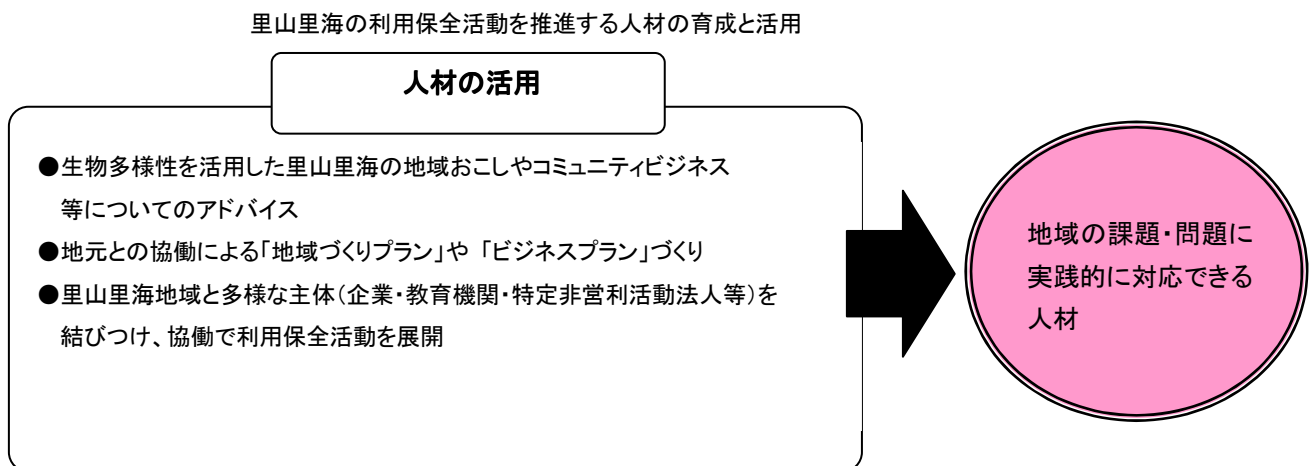 里山里海の利用保全活動を推進する人材の育成と活用
人材の活用
●生物多様性を活用した里山里海の地域おこしやコミュニティビジネス
等についてのアドバイス
●地元との協働による「地域づくりプラン」や「ビジネスプラン」づくり
●里山里海地域と多様な主体(企業・教育機関・特定非営利活動法人等)を
結びつけ、協働で利用保全活動を展開
地域の課題・問題に
実践的に対応できる
人材